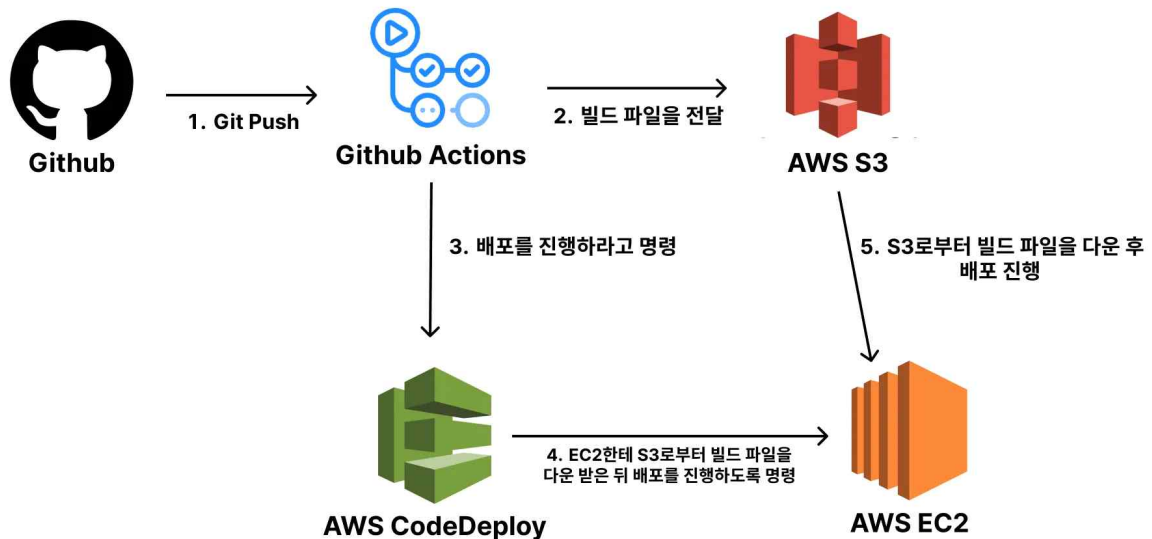 1. Git Push
2. 빌드 파일을 전달
Github
Github Actions
AWS S3
3. 배포를 진행하라고 명령
5. S3로부터 빌드 파일을 다운 후
배포 진행
4. EC2한테 S3로부터 빌드 파일을
다운 받은 뒤 배포를 진행하도록 명령
AWS CodeDeploy
AWS EC2